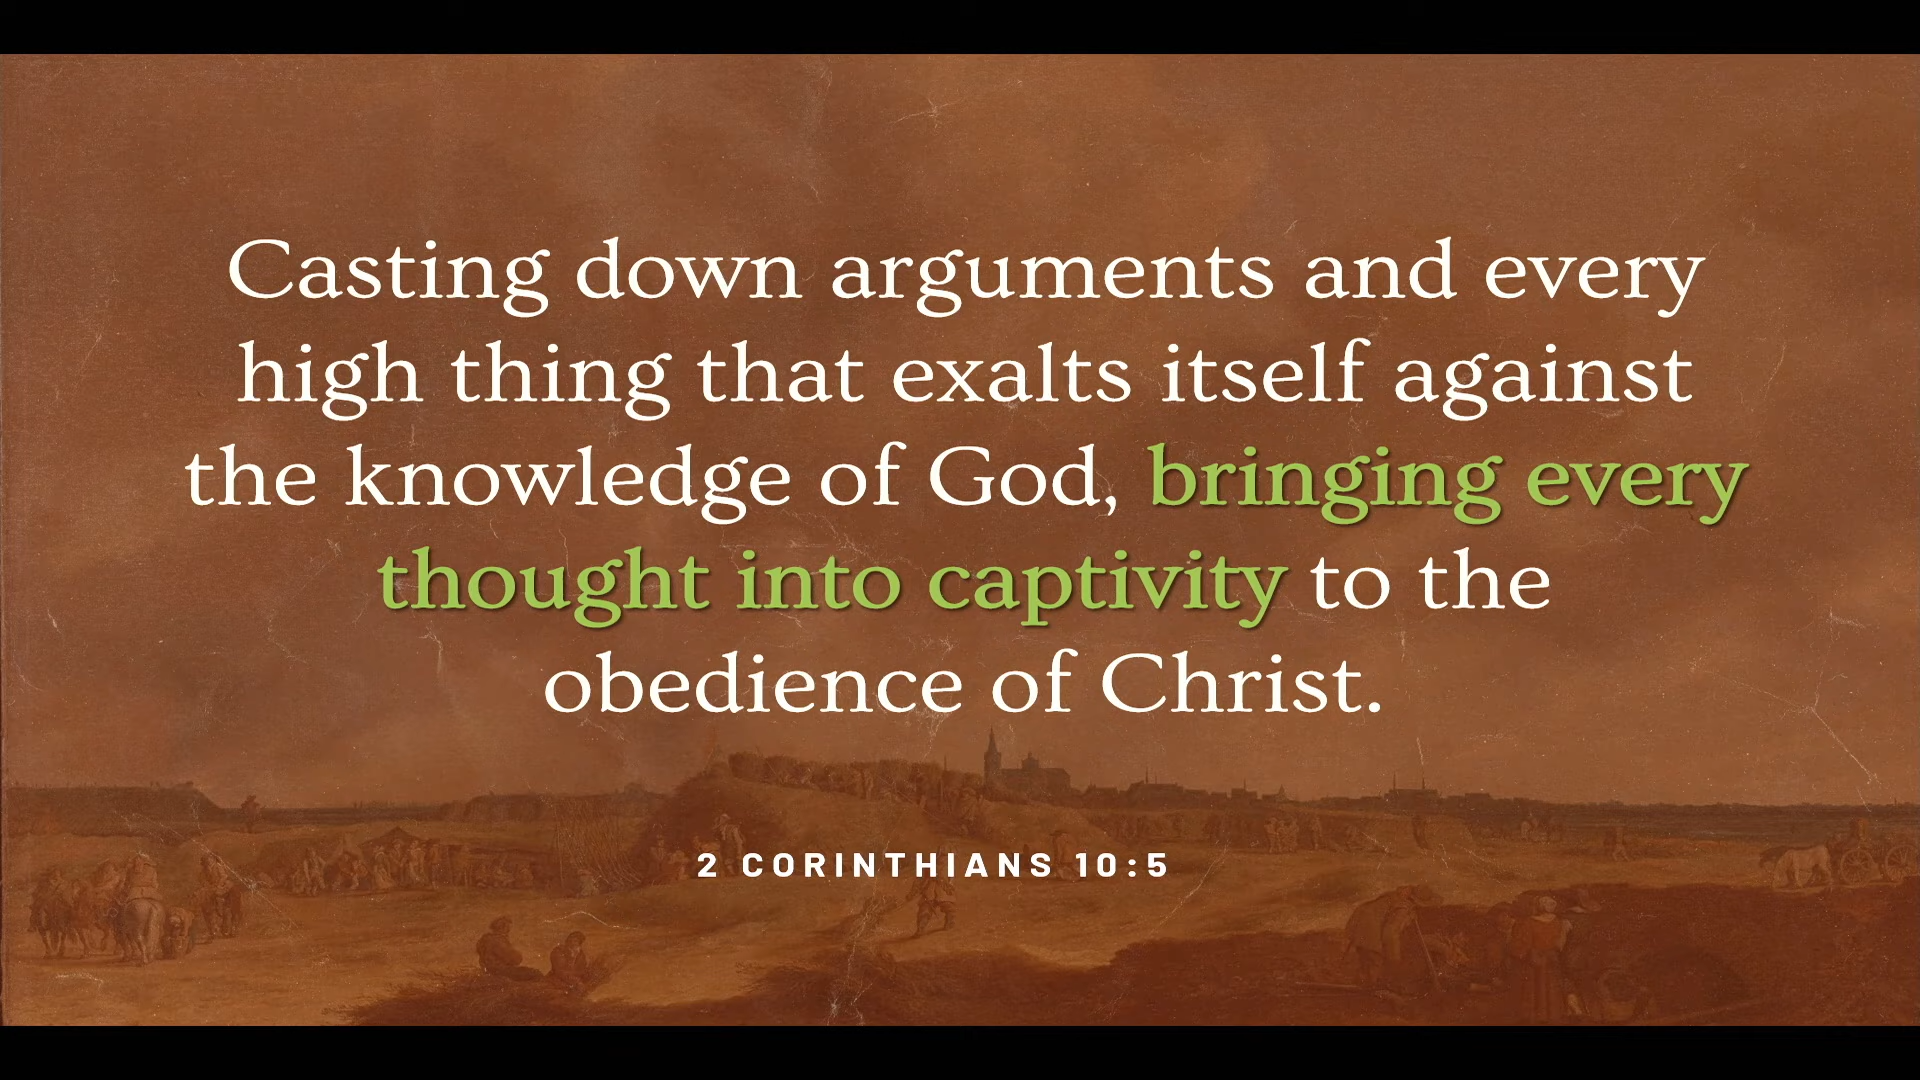 Casting down arguments and every
high thing that exalts itself against
the knowledge of God, bringing every
thought into captivity to the
obedience of Christ.
2 CORINTHIANS 10:5